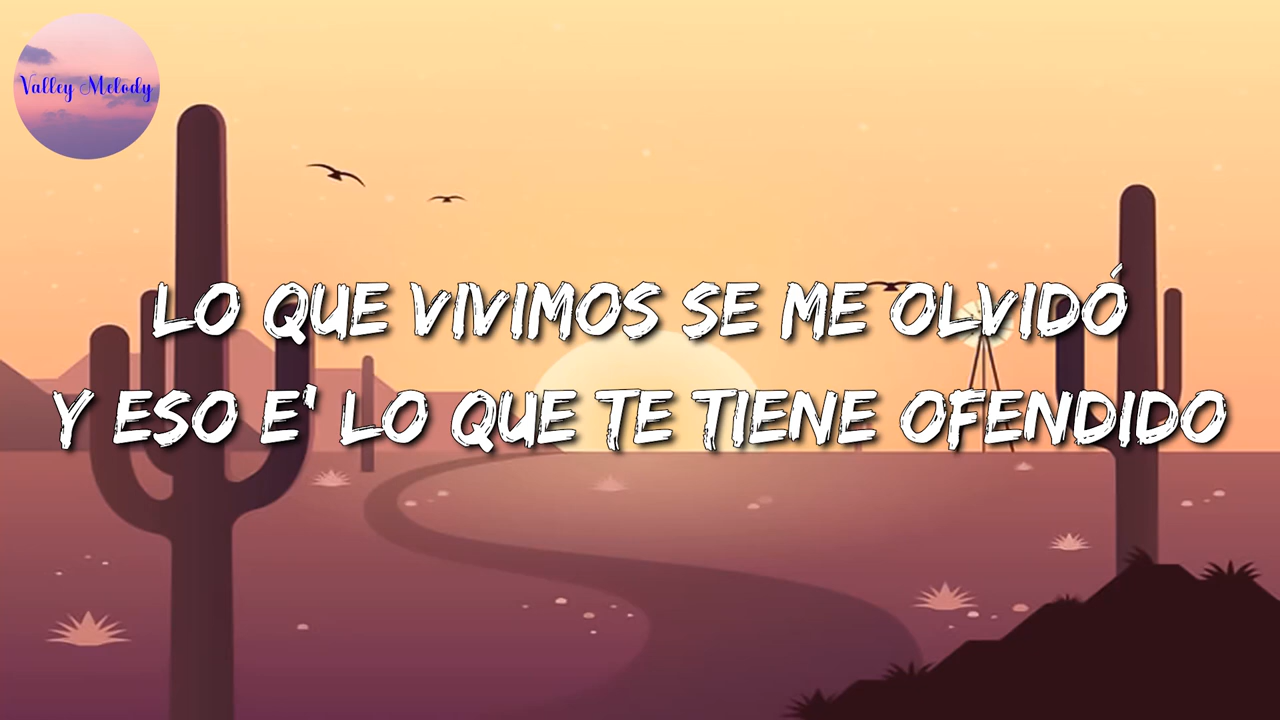 Valley Melody
LO QUE VIVIMOS SE ME OLVIDÓ
Y ESO E' LO QUE TE TIENE OFENDIDO